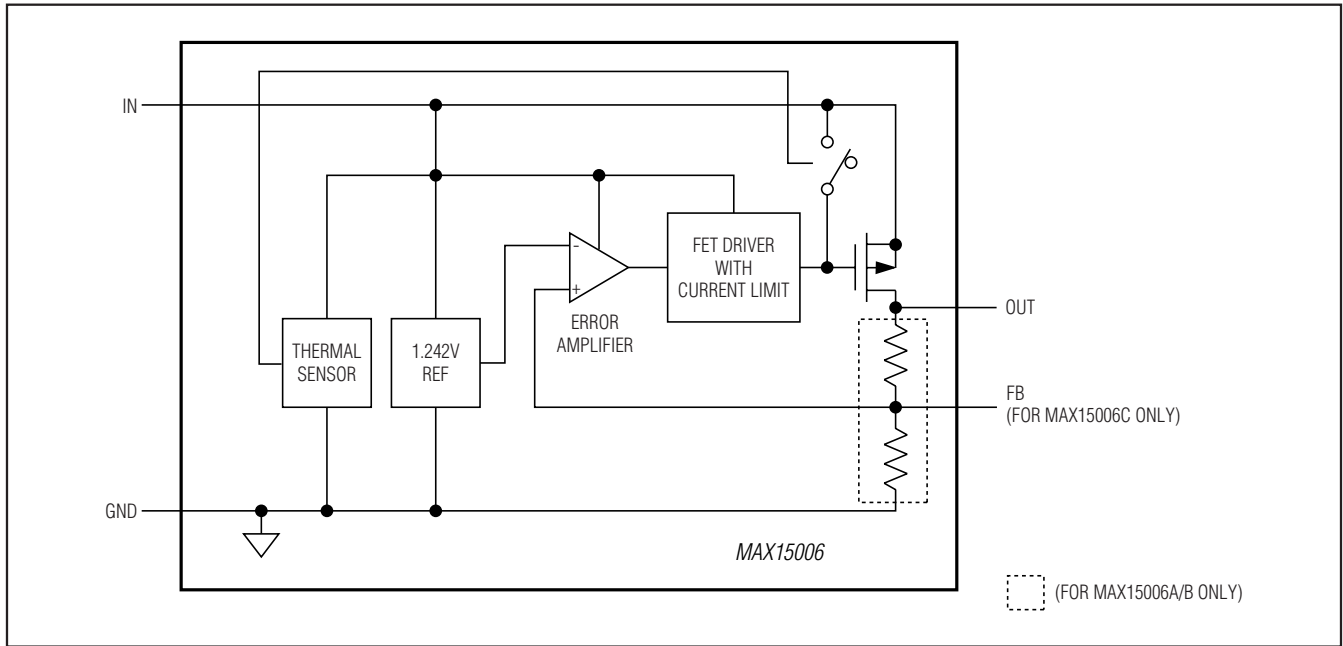 IN
-
+
FET DRIVER
WITH
CURRENT LIMIT
ERROR
AMPLIFIER
THERMAL
SENSOR
1.242V
REF
OUT
FB
(FOR MAX15006C ONLY)
GND
MAX15006
(FOR MAX15006A/B ONLY)